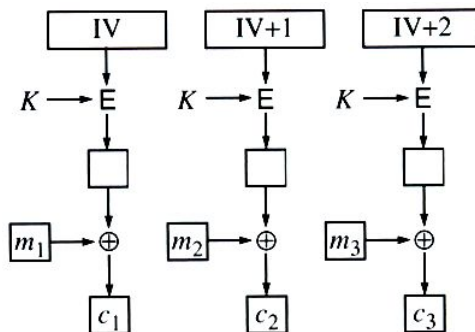 IV IV+1 IV+2
K E K E K E
m₁ ⊕ m₂ ⊕ m₃ ⊕
c₁ c₂ c₃